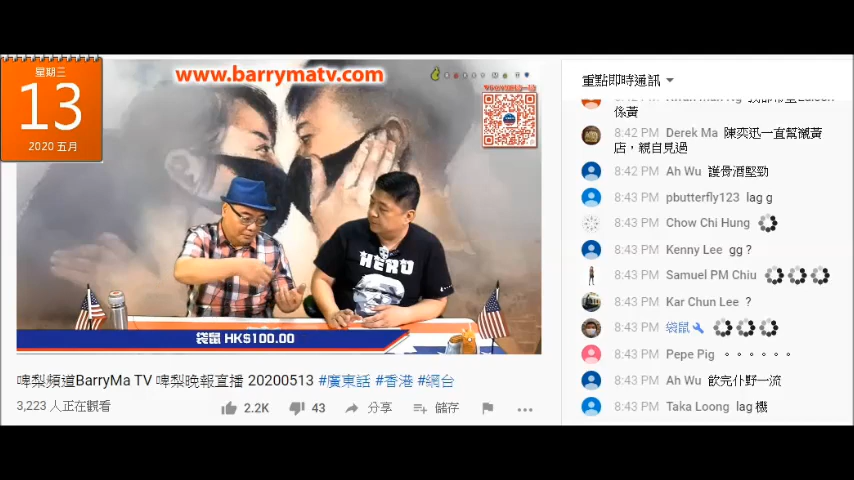 星期三
13
2020 五月
www.barrymatv.com
HERO
袋鼠 HK$100.00
啤梨頻道BarryMa TV 啤梨晚報直播 20200513 #廣東話 #香港 #網台
3,223 人正在觀看
2.2K
43
分享
儲存
重點即時通訊
係黃
8:42 PM Derek Ma 陳奕迅一直幫襯黃
店，親自見過
8:42 PM Ah Wu 護骨酒堅勁
8:42 PM pbutterfly123 lag g
8:43 PM Chow Chi Hung
8:43 PM Kenny Lee gg ?
8:43 PM Samuel PM Chiu
8:43 PM Kar Chun Lee ?
8:43 PM 袋鼠
8:43 PM Pepe Pig 。。。。。。
8:43 PM Ah Wu 飲完仆野一流
8:43 PM Taka Loong lag 機